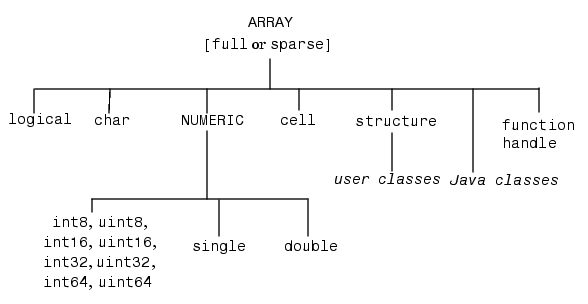 ARRAY
[full or sparse]
logical char NUMERIC cell structure function
handle
user classes Java classes
int8, uint8,
int16, uint16,
int32, uint32,
int64, uint64
single double